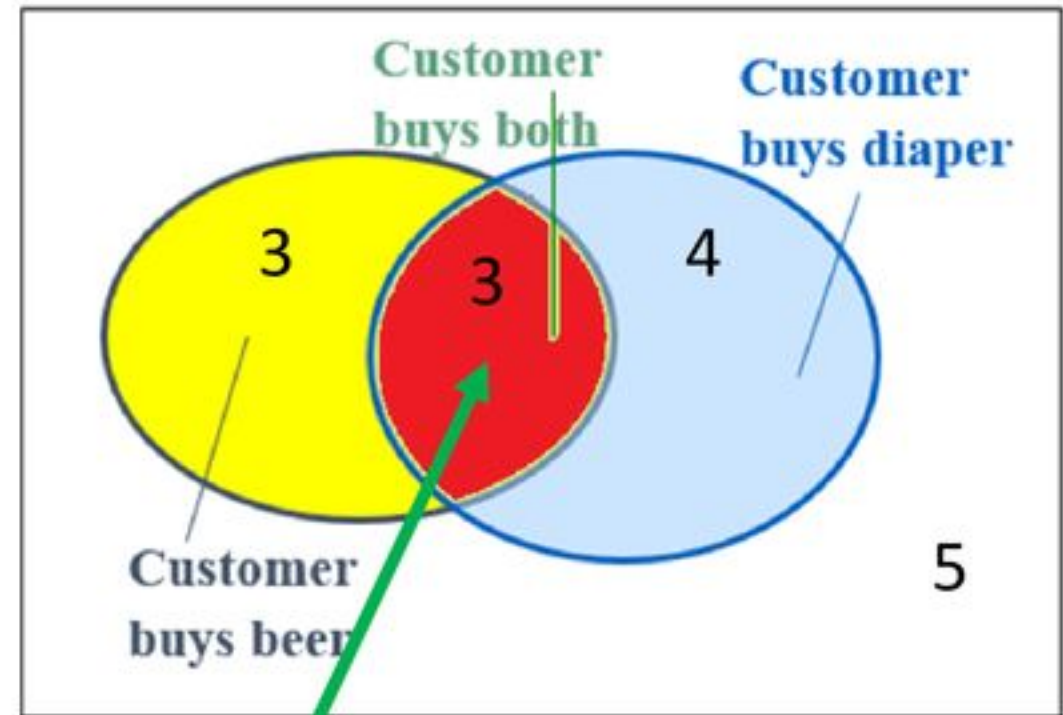 Customer
buys both
Customer
buys diaper
3
3
4
Customer
buys beer
5